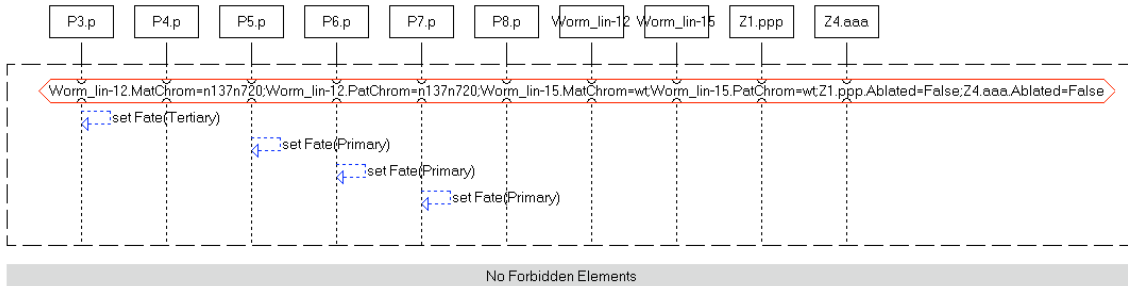 P3.p P4.p P5.p P6.p P7.p P8.p Worm_lin-12 Worm_lin-15 Z1.ppp Z4.aaa
Worm_lin-12.MatChrom=n137n720;Worm_lin-12.PatChrom=n137n720;Worm_lin-15.MatChrom=wt;Worm_lin-15.PatChrom=wt;Z1.ppp.Ablated=False;Z4.aaa.Ablated=False
set Fate(Tertiary)
set Fate(Primary)
set Fate(Primary)
set Fate(Primary)
No Forbidden Elements